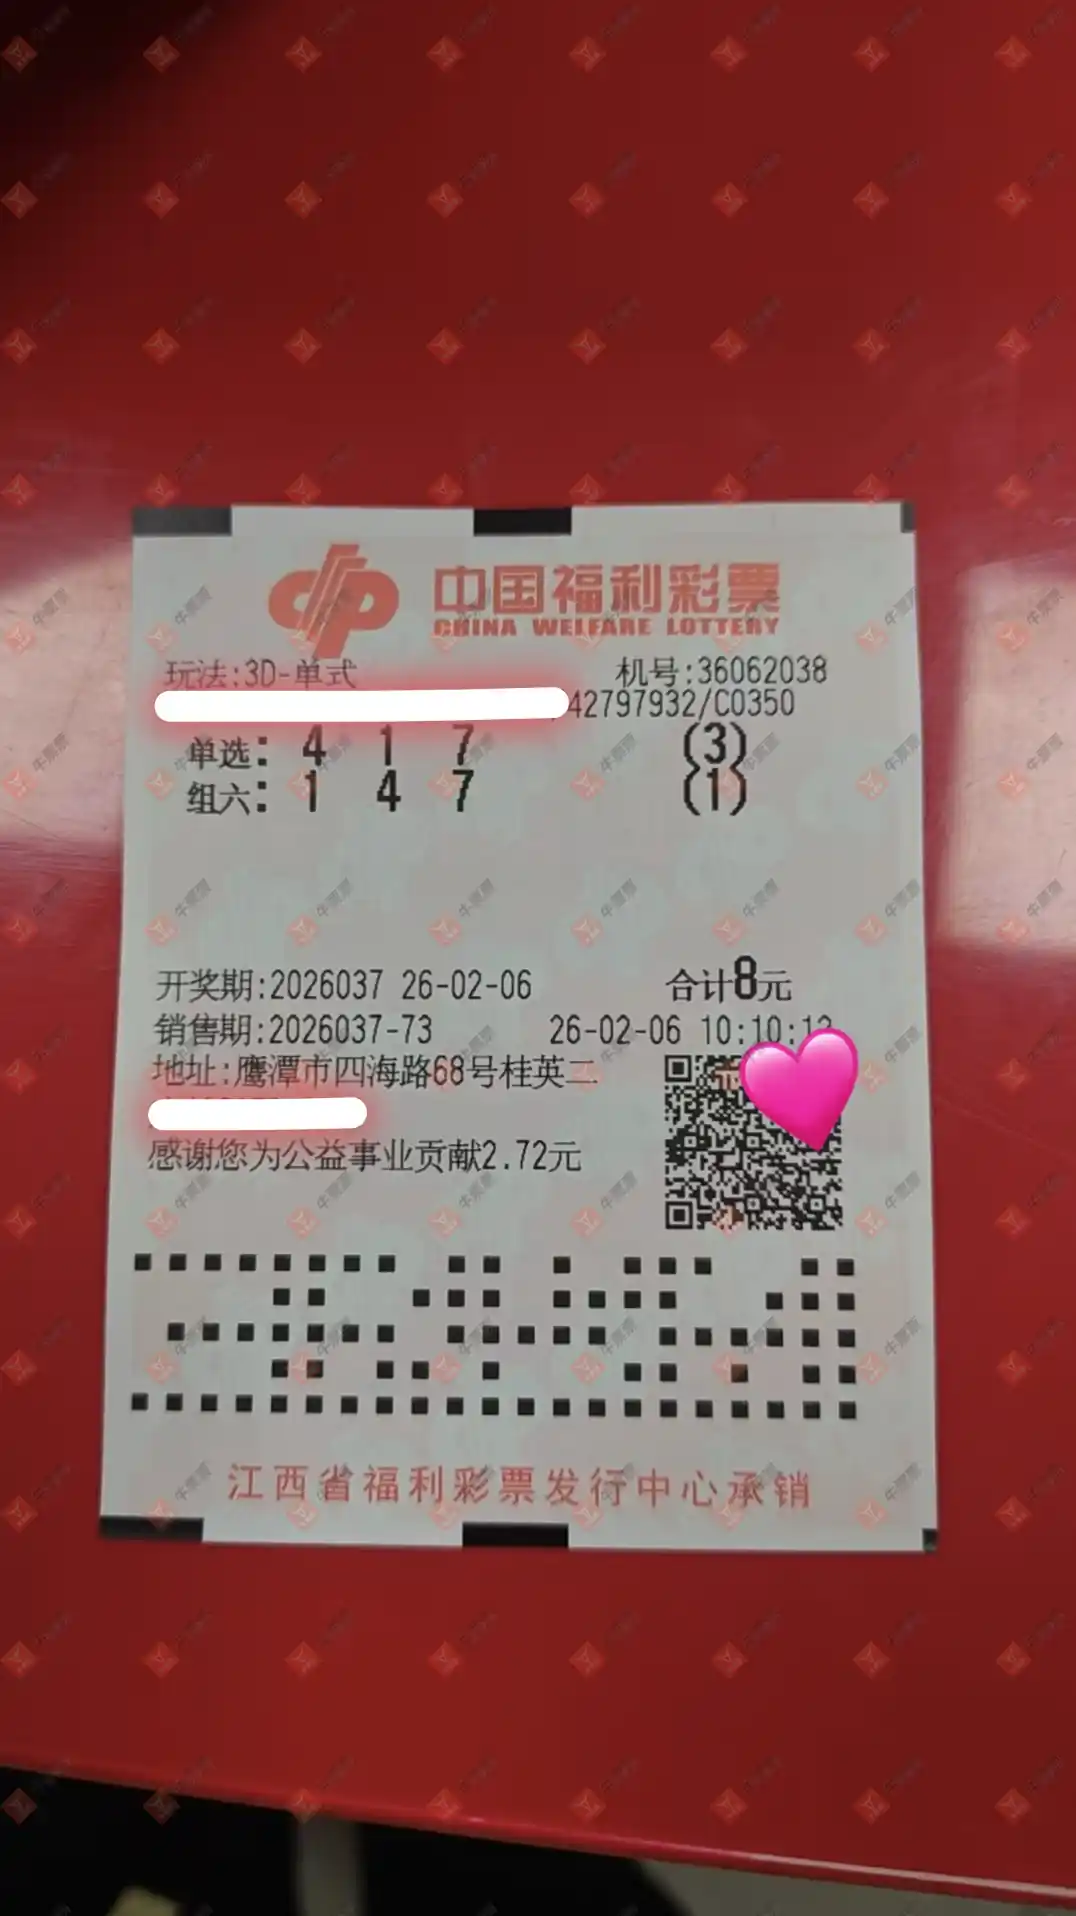 中国福利彩票
CHINA WELFARE LOTTERY
玩法:3D-单式 机号:36062038
42797932/C0350
单选: 4 1 7 (3)
组六: 1 4 7 (1)
开奖期:2026037 26-02-06 合计8元
销售期:2026037-73 26-02-06 10:10:12
地址:鹰潭市四海路68号桂英二
感谢您为公益事业贡献2.72元
江西省福利彩票发行中心承销
牛票票